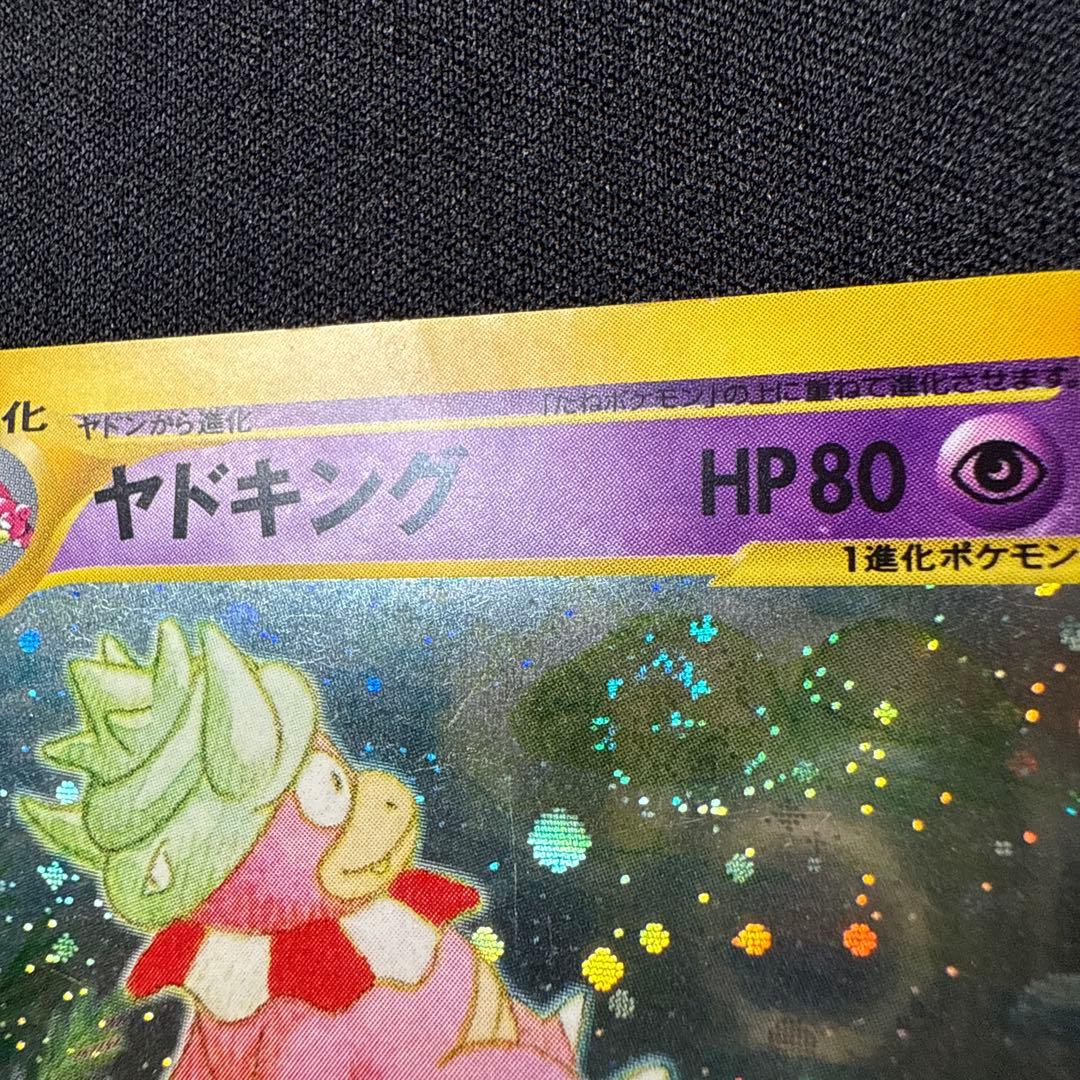 化
ヤドンから進化
「たねポケモン」の上に重ねて進化させます
ヤドキング HP80
1進化ポケモン